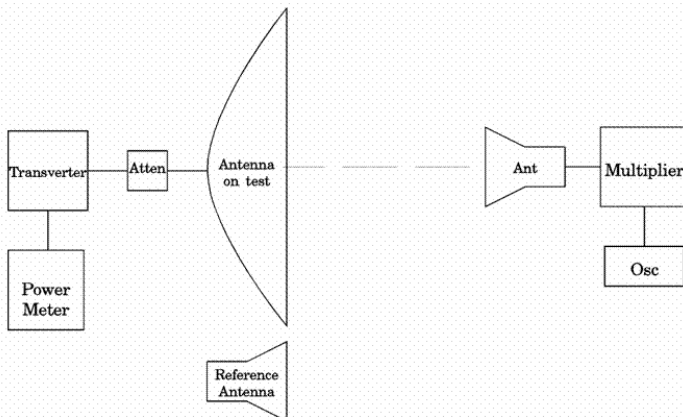 Transverter
Atten
Antenna
on test
Ant
Multiplier
Power
Meter
Osc
Reference
Antenna